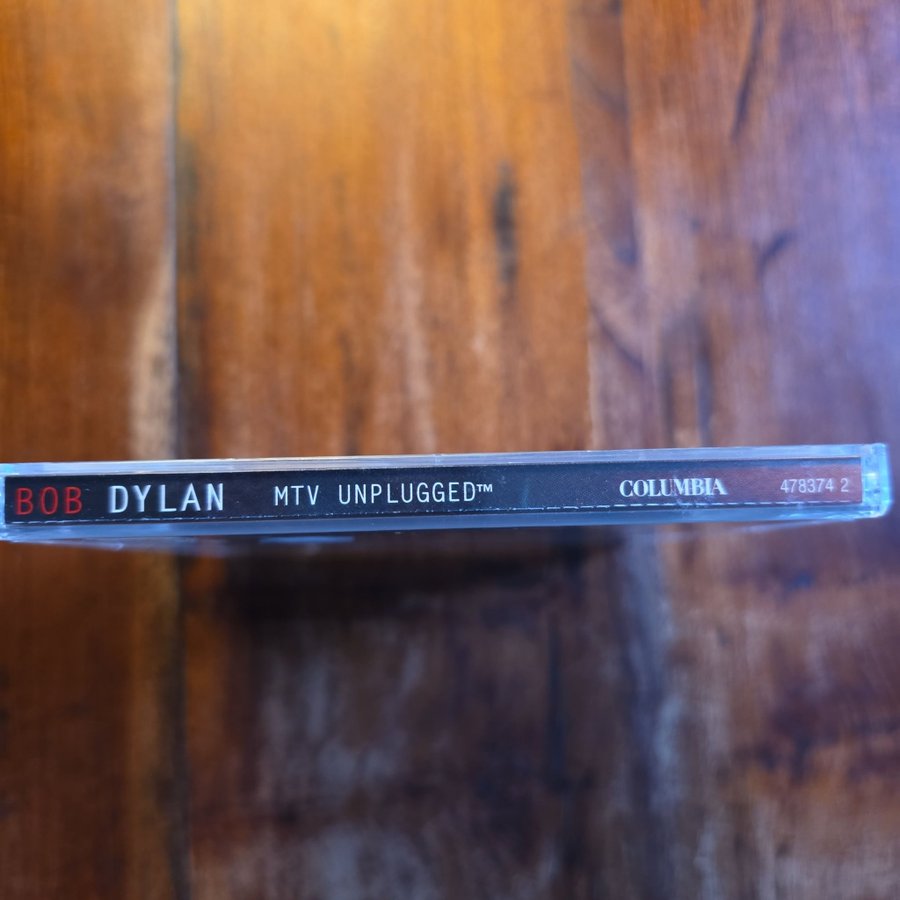 BOB DYLAN MTV UNPLUGGED™ COLUMBIA 478374 2